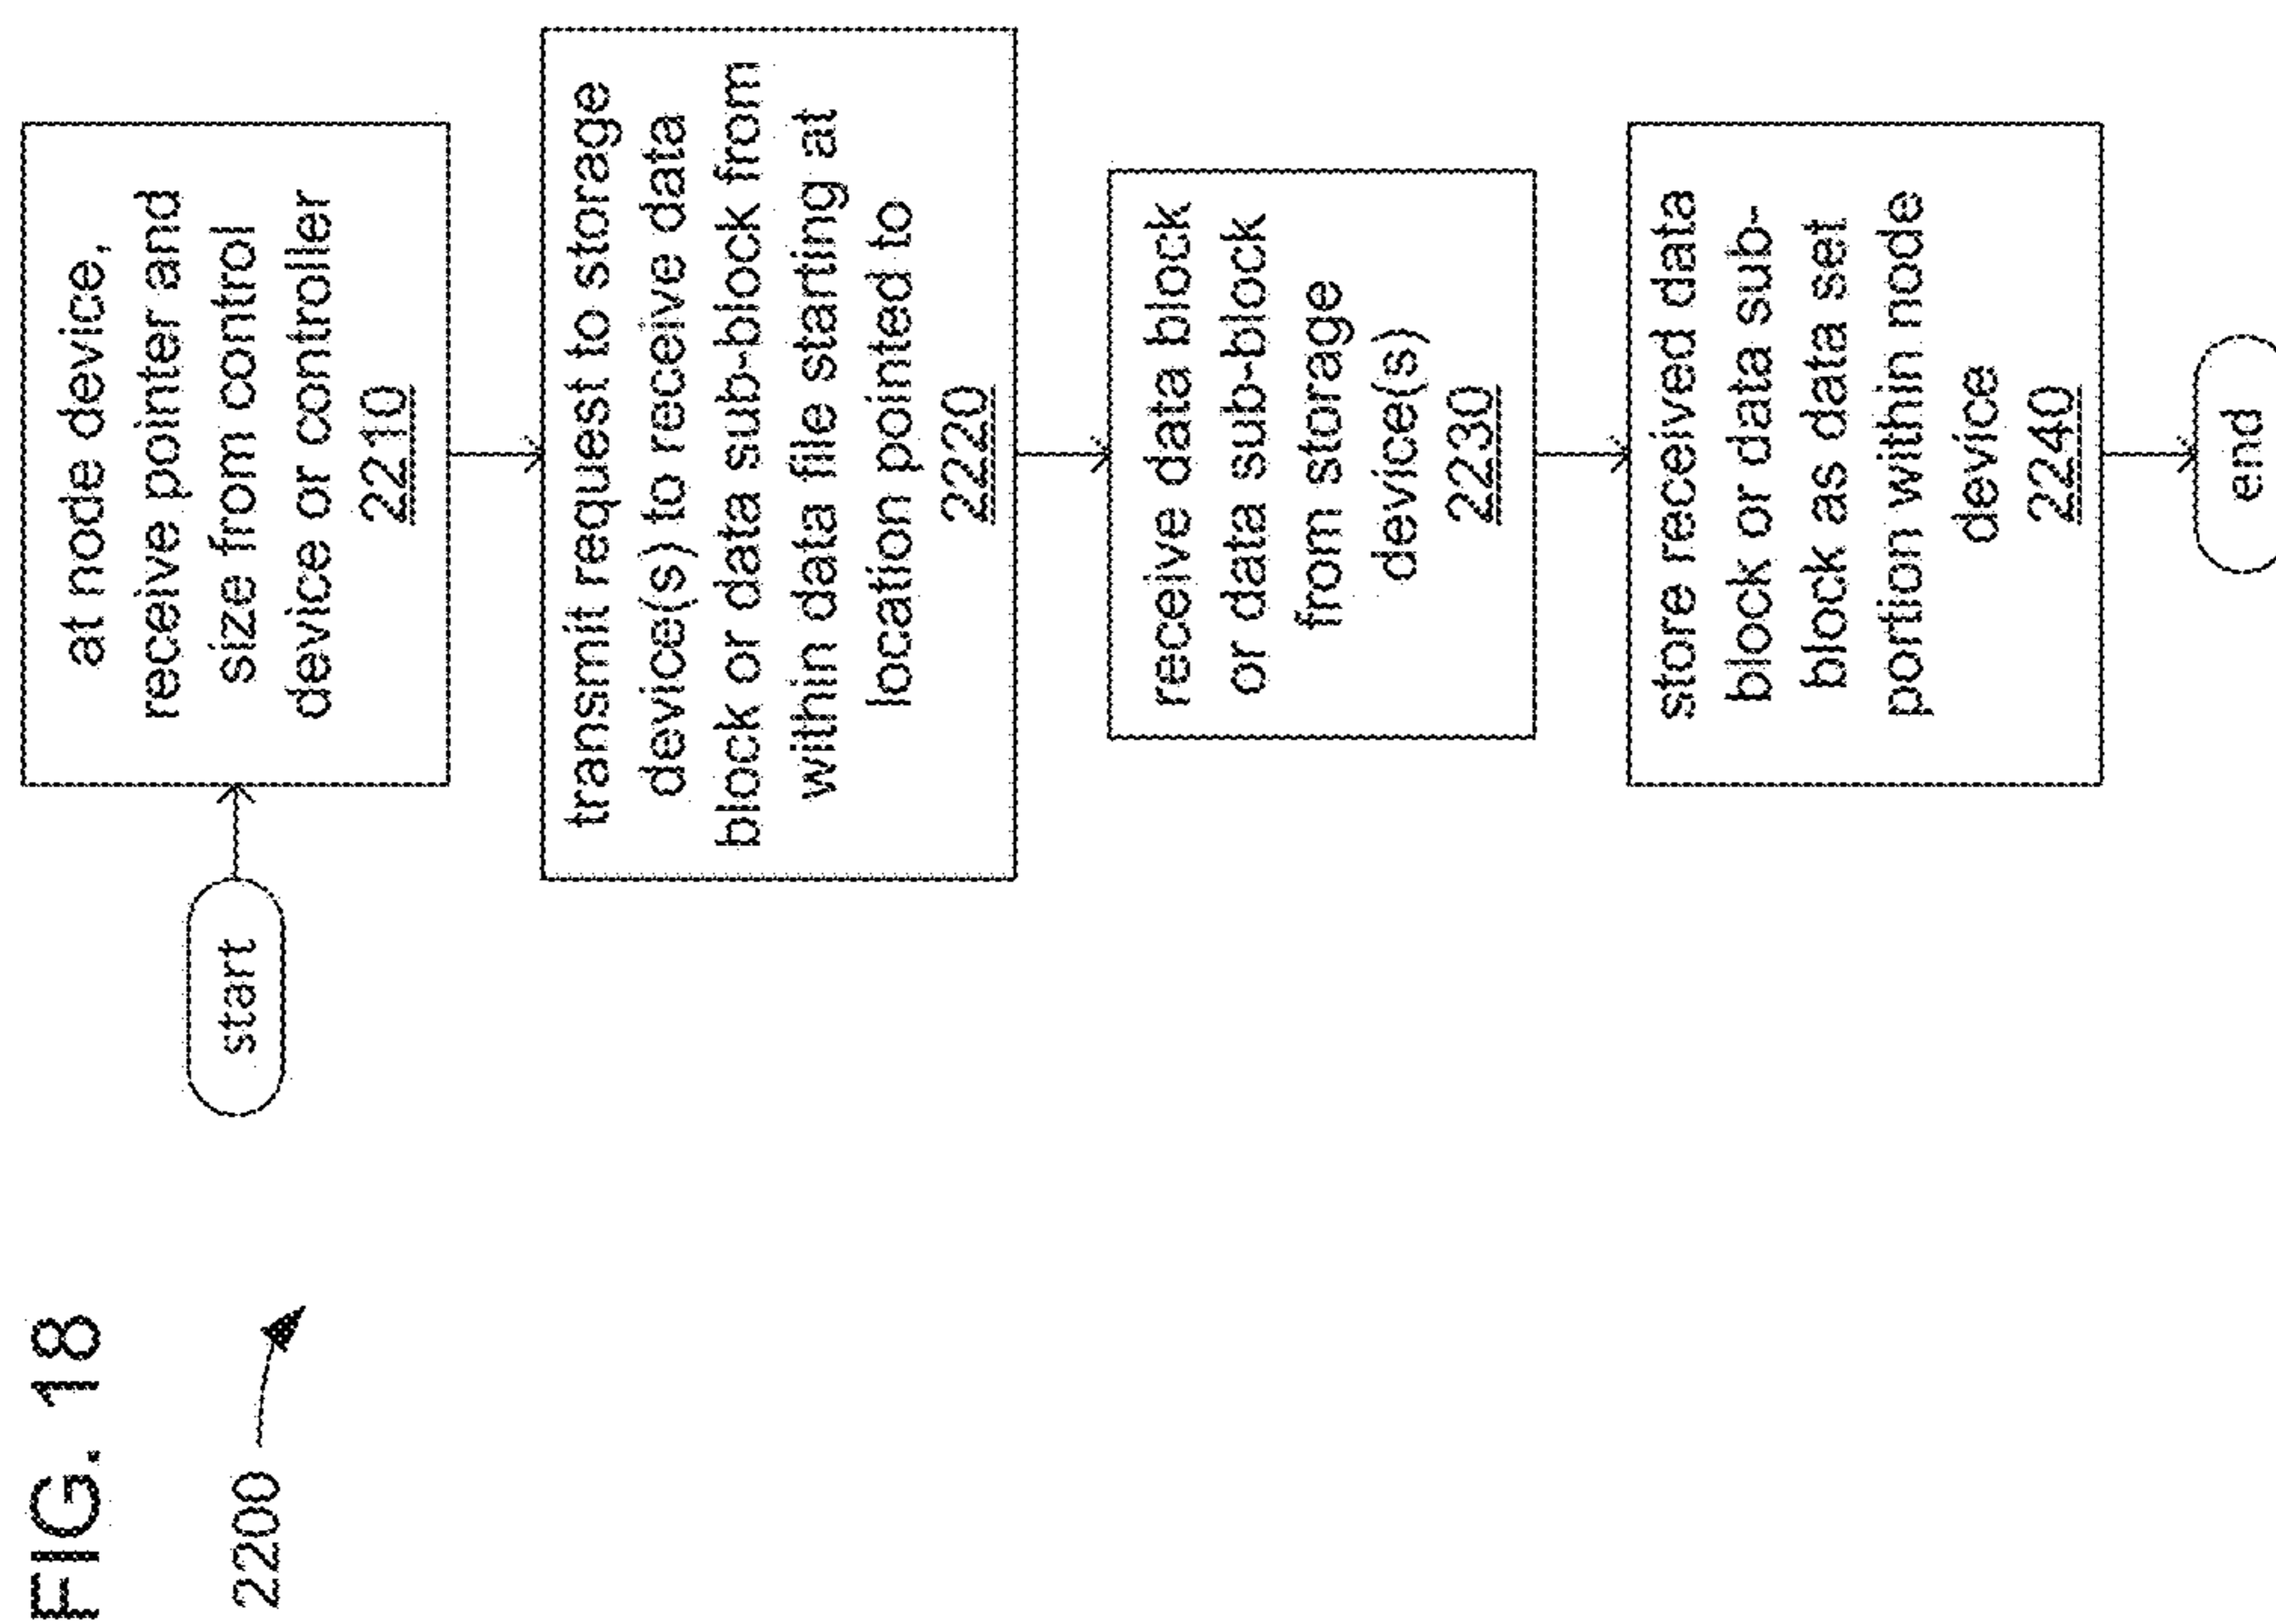 FIG. 18
2200
start
at node device,
receive pointer and
size from control
device or controller
2210
transmit request to storage
device(s) to receive data
block or data sub-block from
within data file starting at
location pointed to
2220
receive data block
or data sub-block
from storage
device(s)
2230
store received data
block or data sub-
block as data set
portion within node
device
2240
end